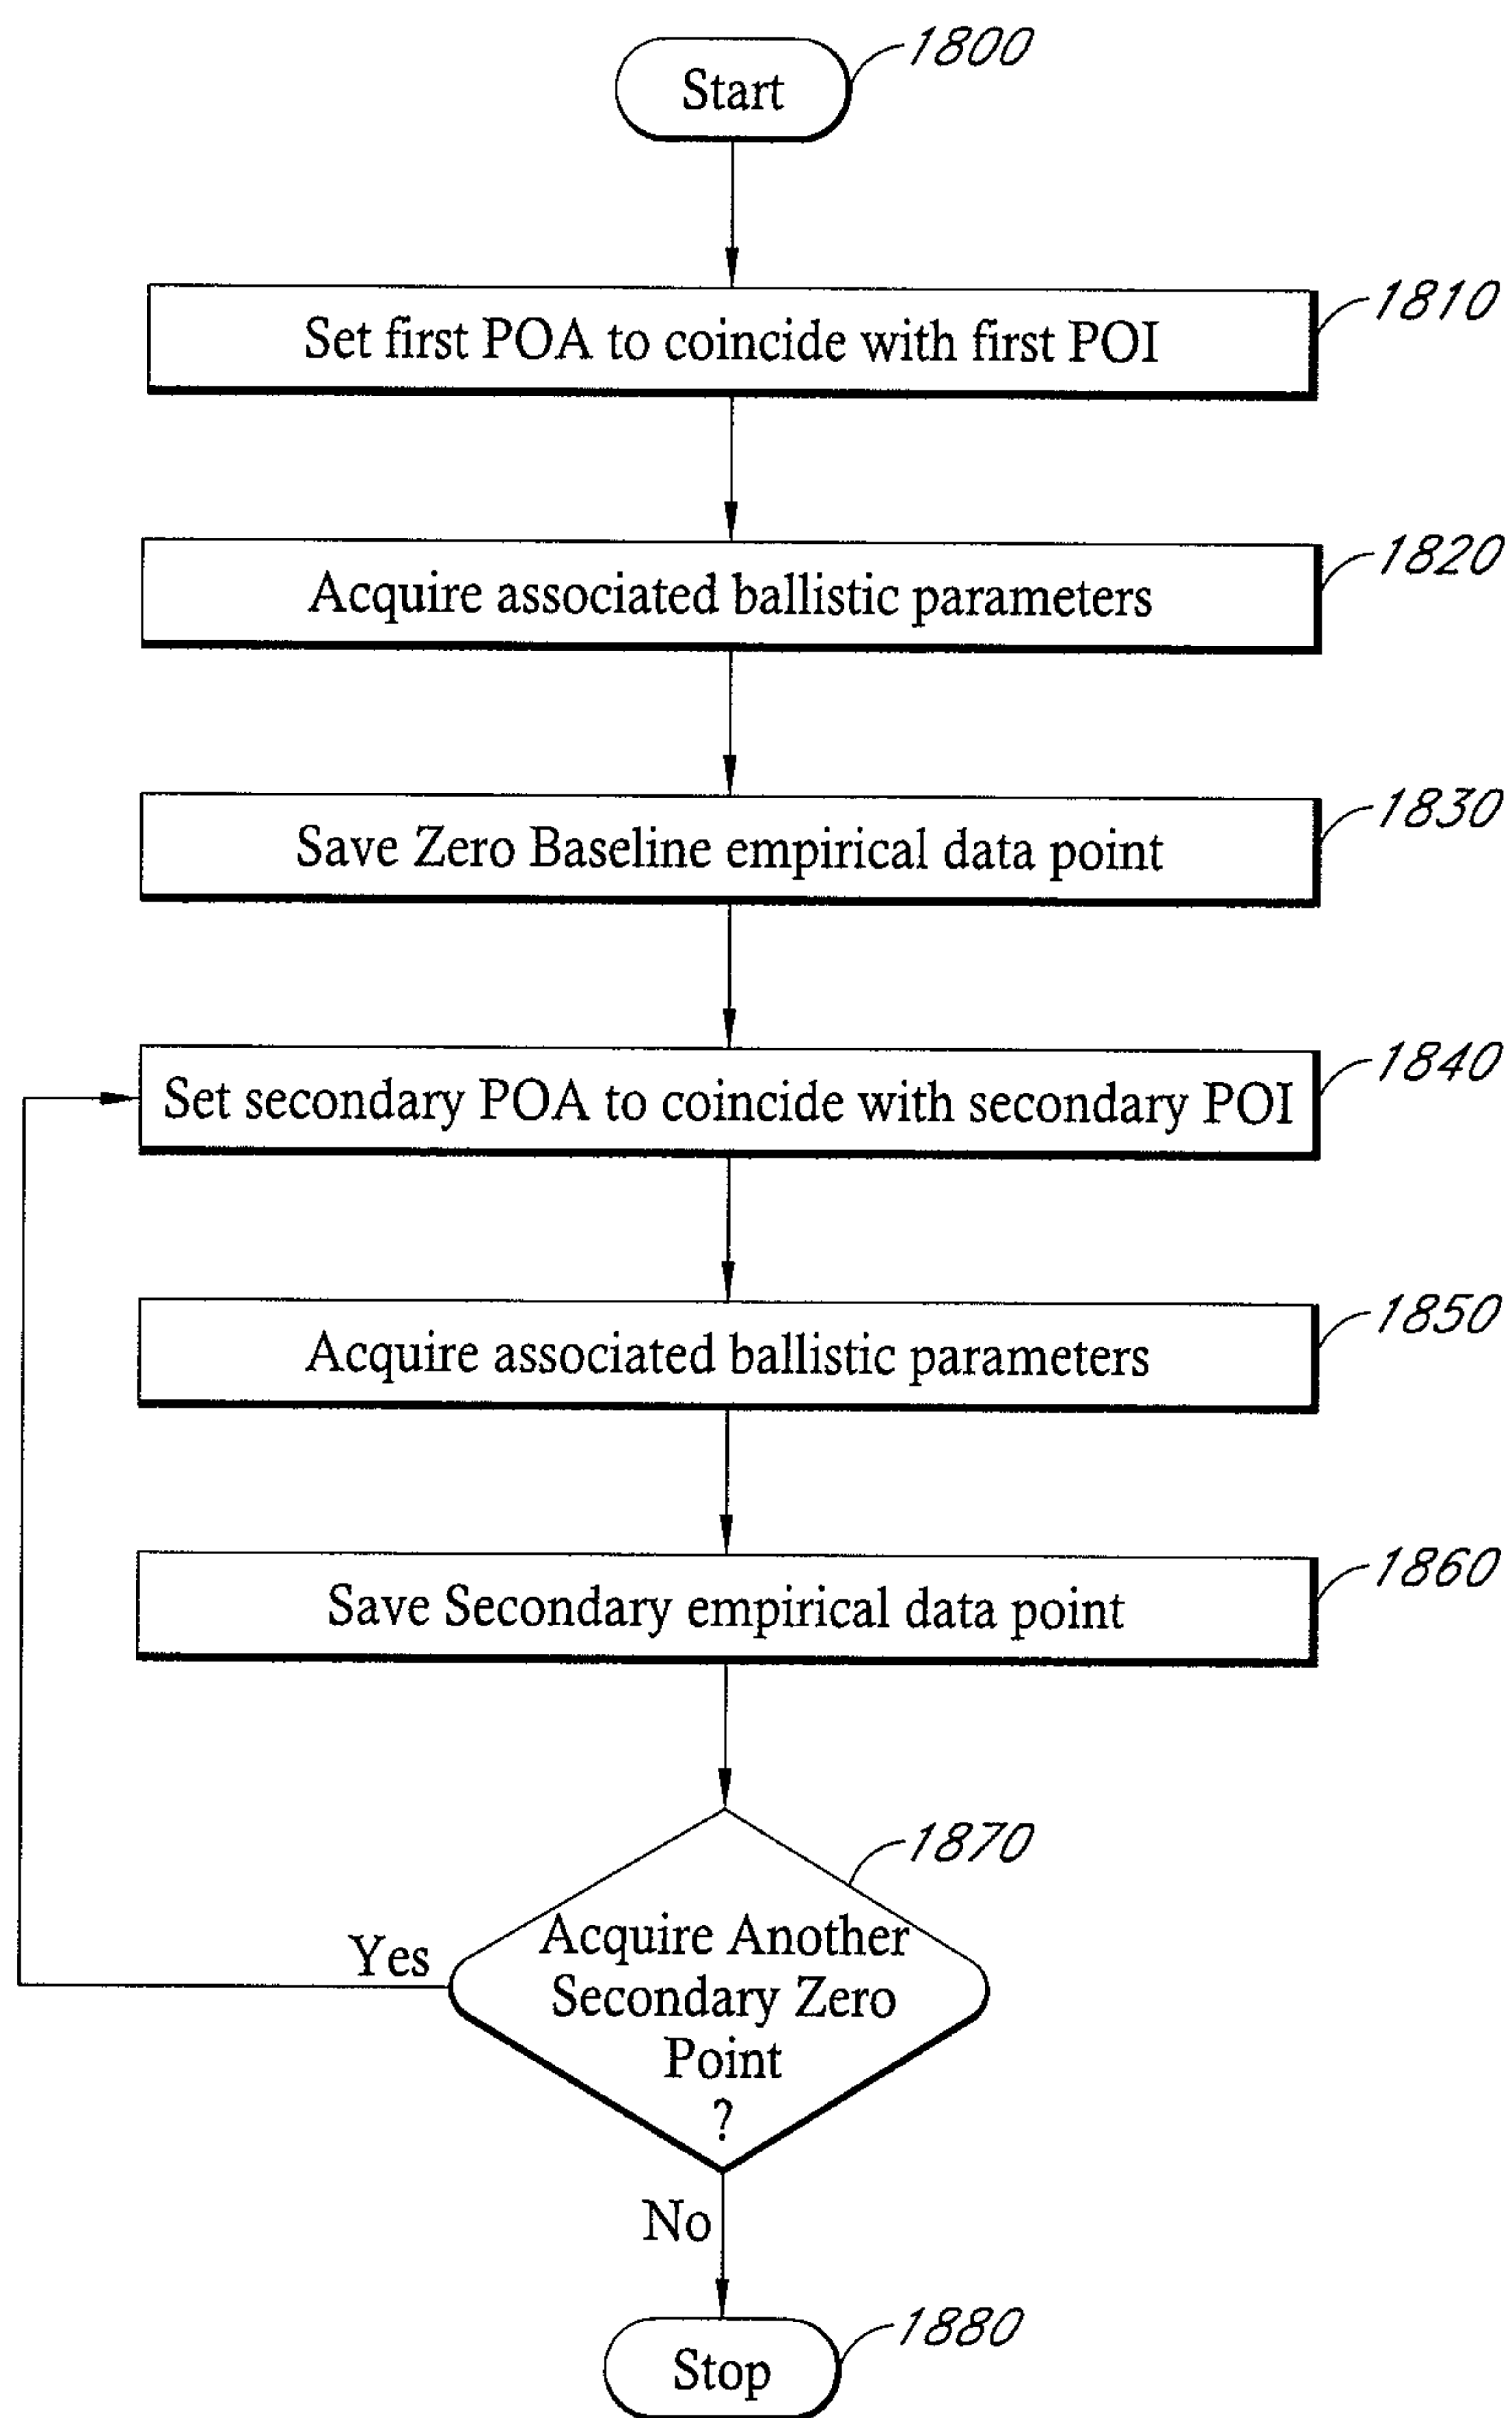 1800
Start
1810
Set first POA to coincide with first POI
1820
Acquire associated ballistic parameters
1830
Save Zero Baseline empirical data point
1840
Set secondary POA to coincide with secondary POI
1850
Acquire associated ballistic parameters
1860
Save Secondary empirical data point
1870
Yes
Acquire Another
Secondary Zero
Point
?
No
1880
Stop